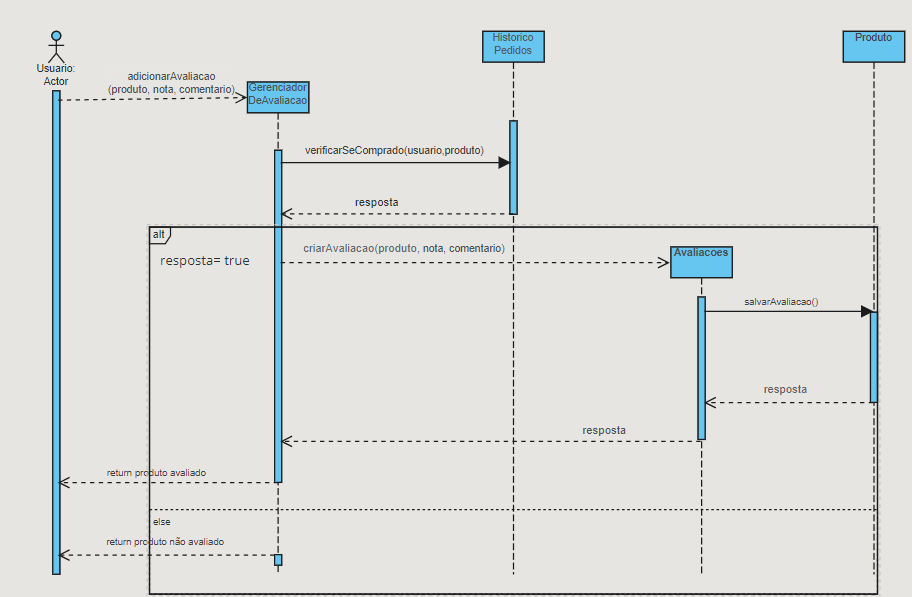 Usuario:
Actor
adicionarAvaliacao
(produto, nota, comentario)
Gerenciador
DeAvaliacao
Historico
Pedidos
Produto
verificarSeComprado(usuario,produto)
resposta
alt
resposta= true
criarAvaliacao(produto, nota, comentario)
Avaliacoes
salvarAvaliacao()
resposta
resposta
return produto avaliado
else
return produto não avaliado